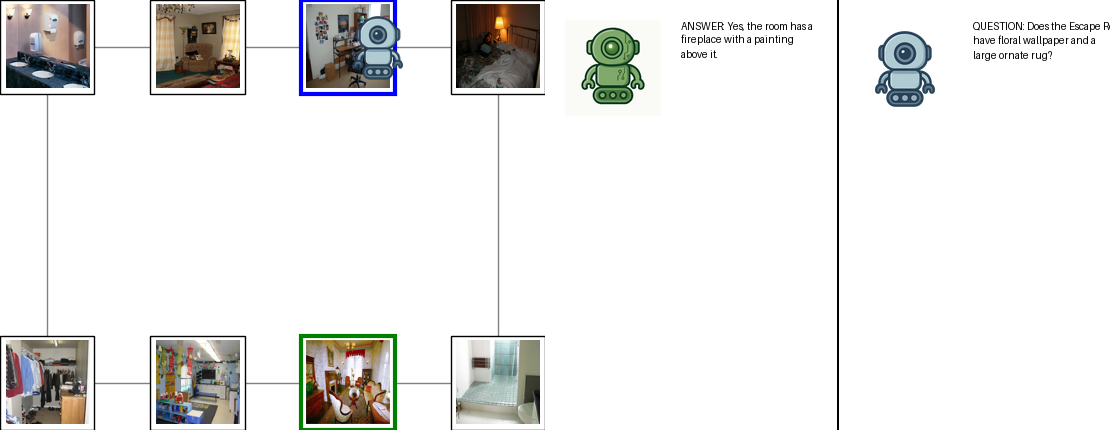 ANSWER: Yes, the room has a
fireplace with a painting
above it.
QUESTION: Does the Escape
have floral wallpaper and a
large ornate rug?